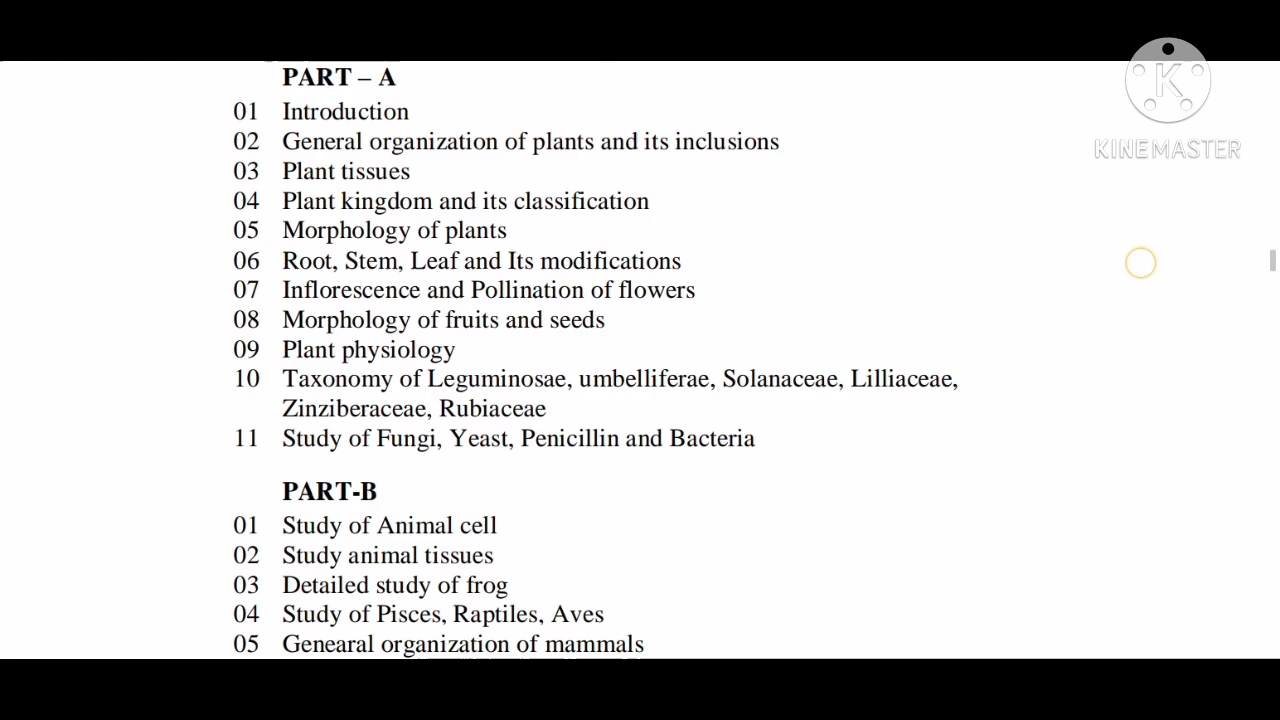 PART – A
01 Introduction
02 General organization of plants and its inclusions
03 Plant tissues
04 Plant kingdom and its classification
05 Morphology of plants
06 Root, Stem, Leaf and Its modifications
07 Inflorescence and Pollination of flowers
08 Morphology of fruits and seeds
09 Plant physiology
10 Taxonomy of Leguminosae, umbelliferae, Solanaceae, Lilliaceae,
Zinziberaceae, Rubiaceae
11 Study of Fungi, Yeast, Penicillin and Bacteria
PART-B
01 Study of Animal cell
02 Study animal tissues
03 Detailed study of frog
04 Study of Pisces, Raptiles, Aves
05 Genearal organization of mammals
K
KINEMASTER